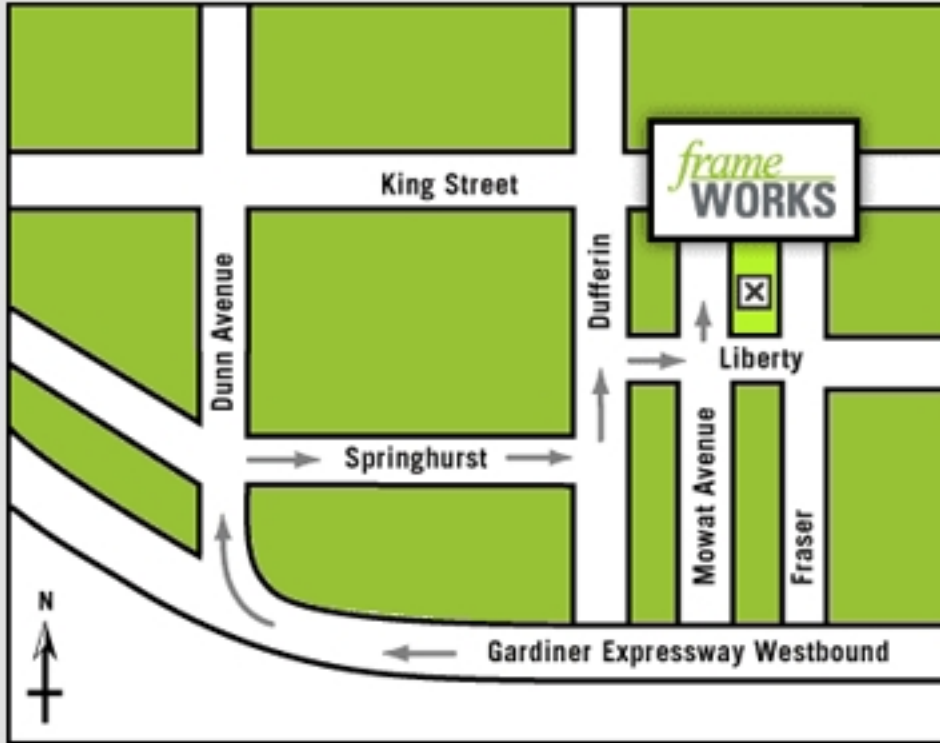 frame
WORKS
King Street
Dufferin
Dunn Avenue
Liberty
Springhurst
Mowat Avenue
Fraser
N
Gardiner Expressway Westbound